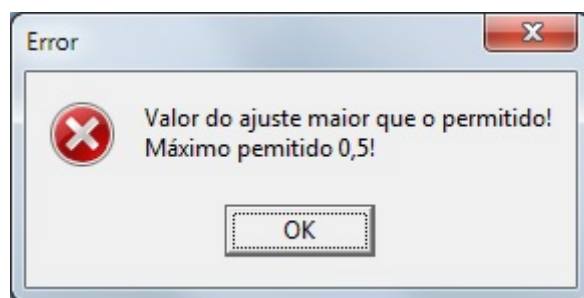 Error
Valor do ajuste maior que o permitido!
Máximo pemitido 0,5!
OK